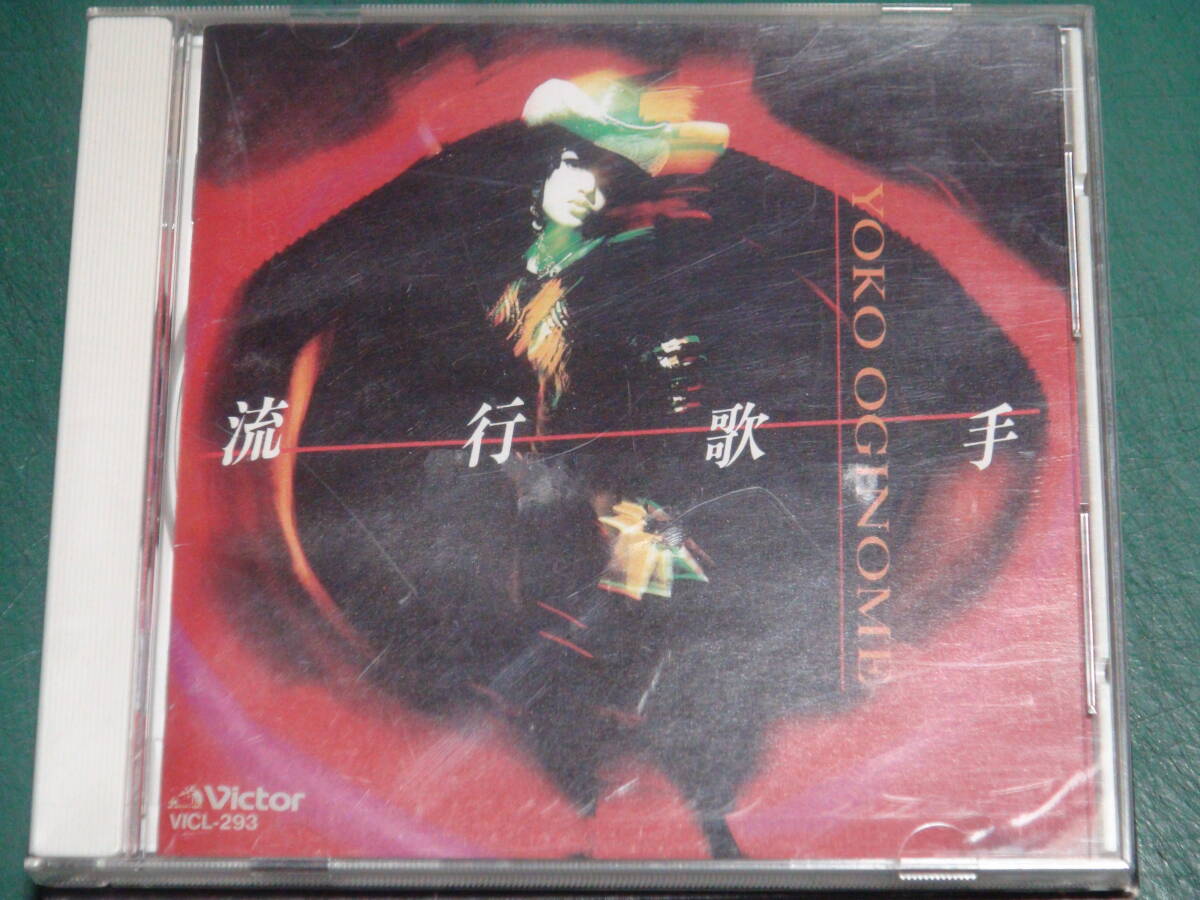 YOKO OGINOME
流行歌手
Victor
VICL-293